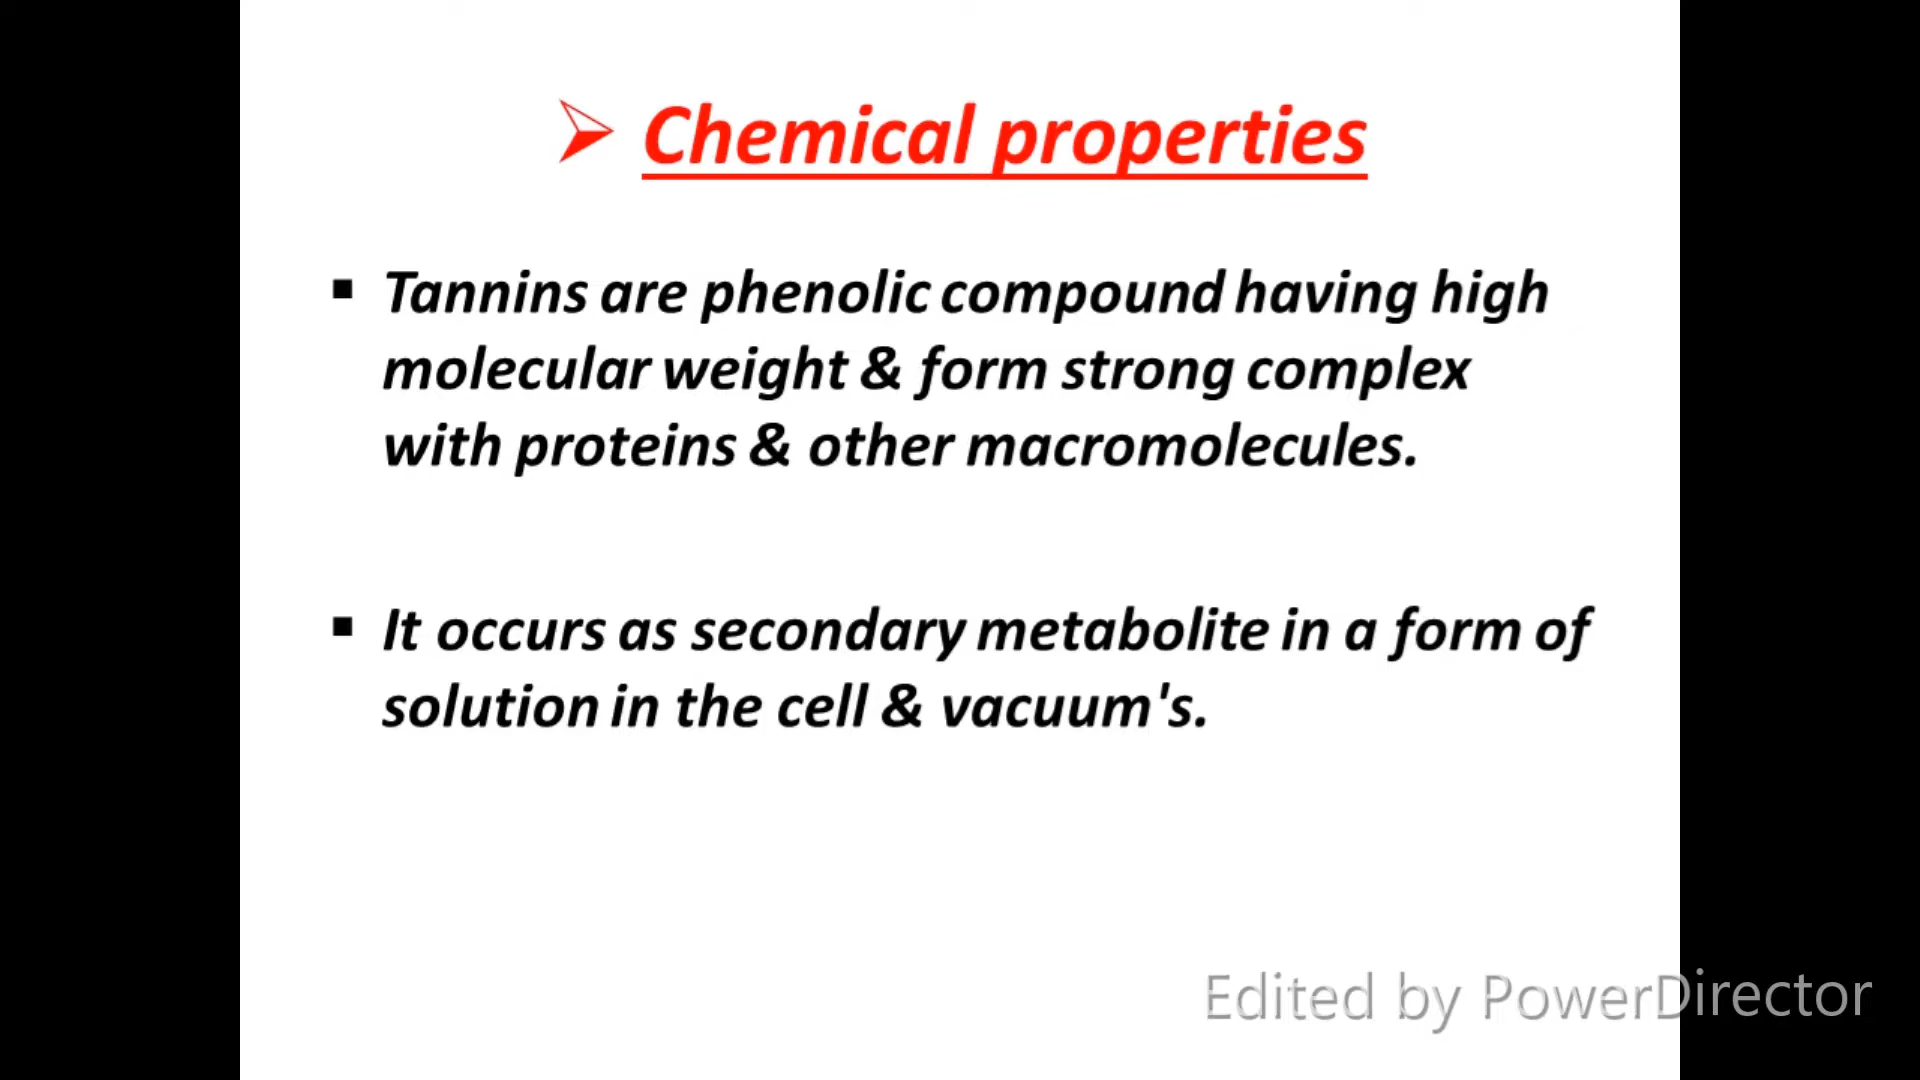 Chemical properties
Tannins are phenolic compound having high
molecular weight & form strong complex
with proteins & other macromolecules.
It occurs as secondary metabolite in a form of
solution in the cell & vacuum's.
Edited by PowerDirector